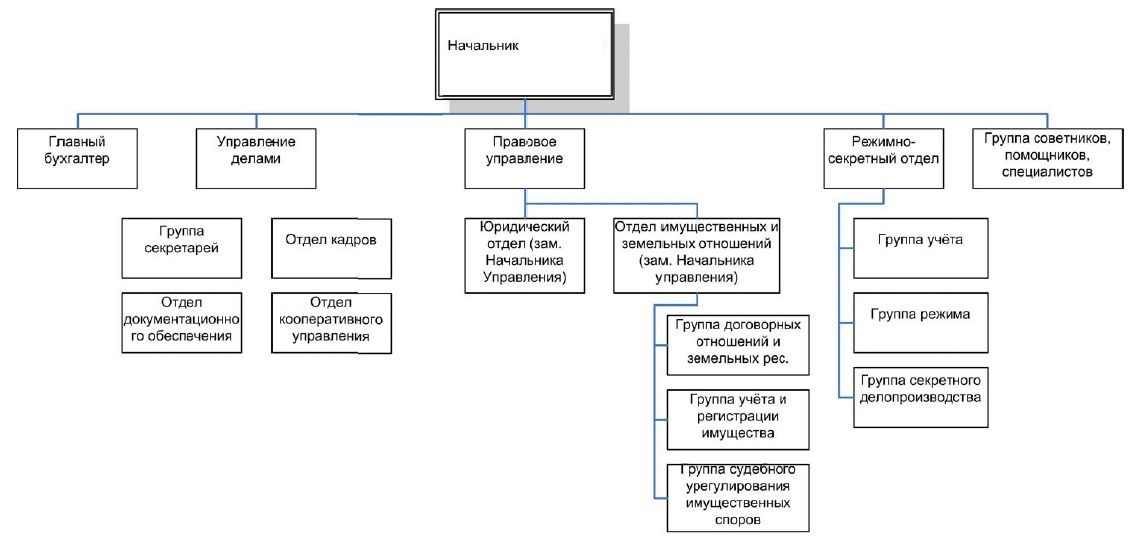 Начальник
Главный
бухгалтер
Управление
делами
Правовое
управление
Режимно-
секретный отдел
Группа советников,
помощников,
специалистов
Группа
секретарей
Отдел кадров
Юридический
отдел (зам.
Начальника
Управления)
Отдел имущественных и
земельных отношений
(зам. Начальника
управления)
Группа учёта
Отдел
документационно
го обеспечения
Отдел
кооперативного
управления
Группа договорных
отношений и
земельных рес.
Группа режима
Группа учёта и
регистрации
имущества
Группа секретного
делопроизводства
Группа судебного
урегулирования
имущественных
споров